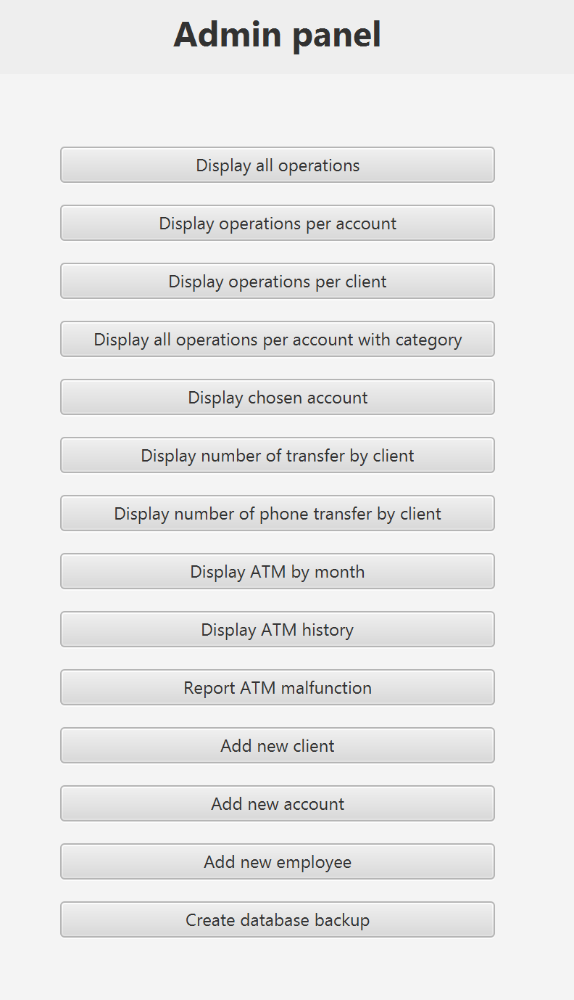 Admin panel
Display all operations
Display operations per account
Display operations per client
Display all operations per account with category
Display chosen account
Display number of transfer by client
Display number of phone transfer by client
Display ATM by month
Display ATM history
Report ATM malfunction
Add new client
Add new account
Add new employee
Create database backup